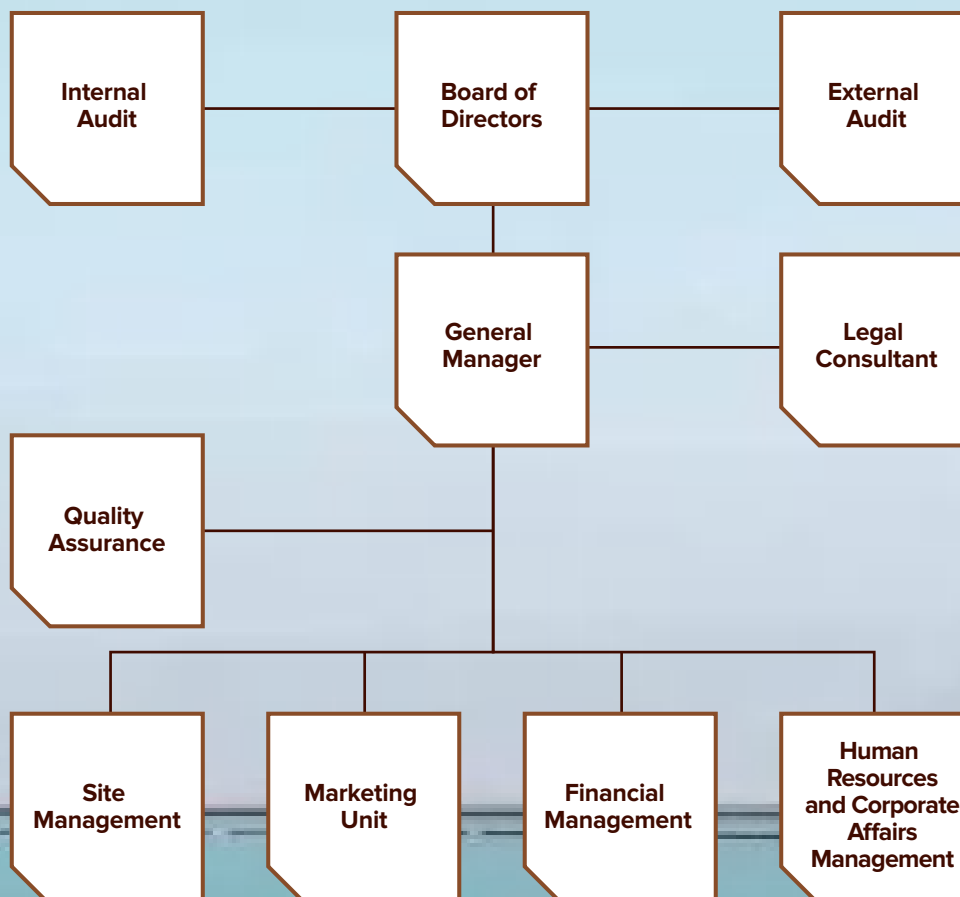 Internal
Audit
Board of
Directors
External
Audit
General
Manager
Legal
Consultant
Quality
Assurance
Site
Management
Marketing
Unit
Financial
Management
Human
Resources
and Corporate
Affairs
Management